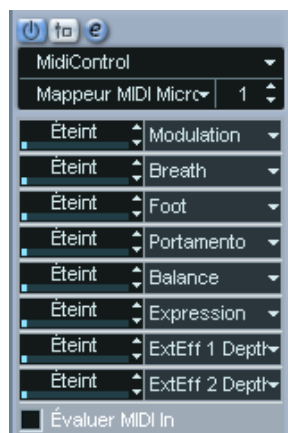 e
MidiControl
Mappeur MIDI Micro 1
Éteint Modulation
Éteint Breath
Éteint Foot
Éteint Portamento
Éteint Balance
Éteint Expression
Éteint ExtEff 1 Depth
Éteint ExtEff 2 Depth
Évaluer MIDI In